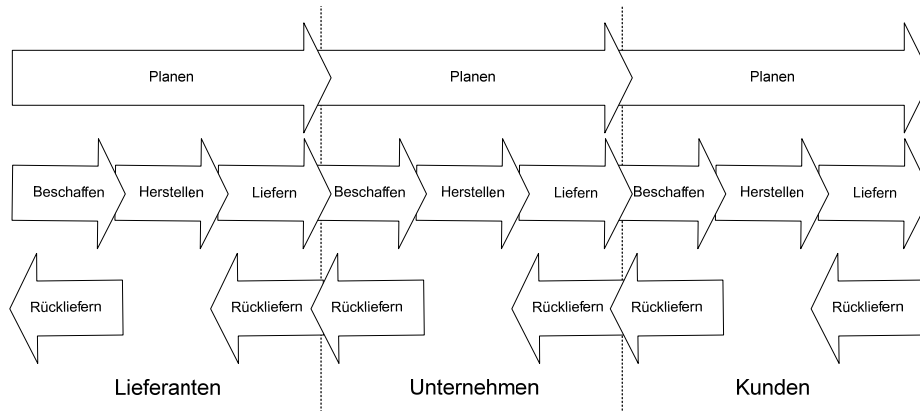 Planen Planen Planen
Beschaffen Herstellen Liefern Beschaffen Herstellen Liefern Beschaffen Herstellen Liefern
Rückliefern Rückliefern Rückliefern Rückliefern Rückliefern Rückliefern
Lieferanten Unternehmen Kunden